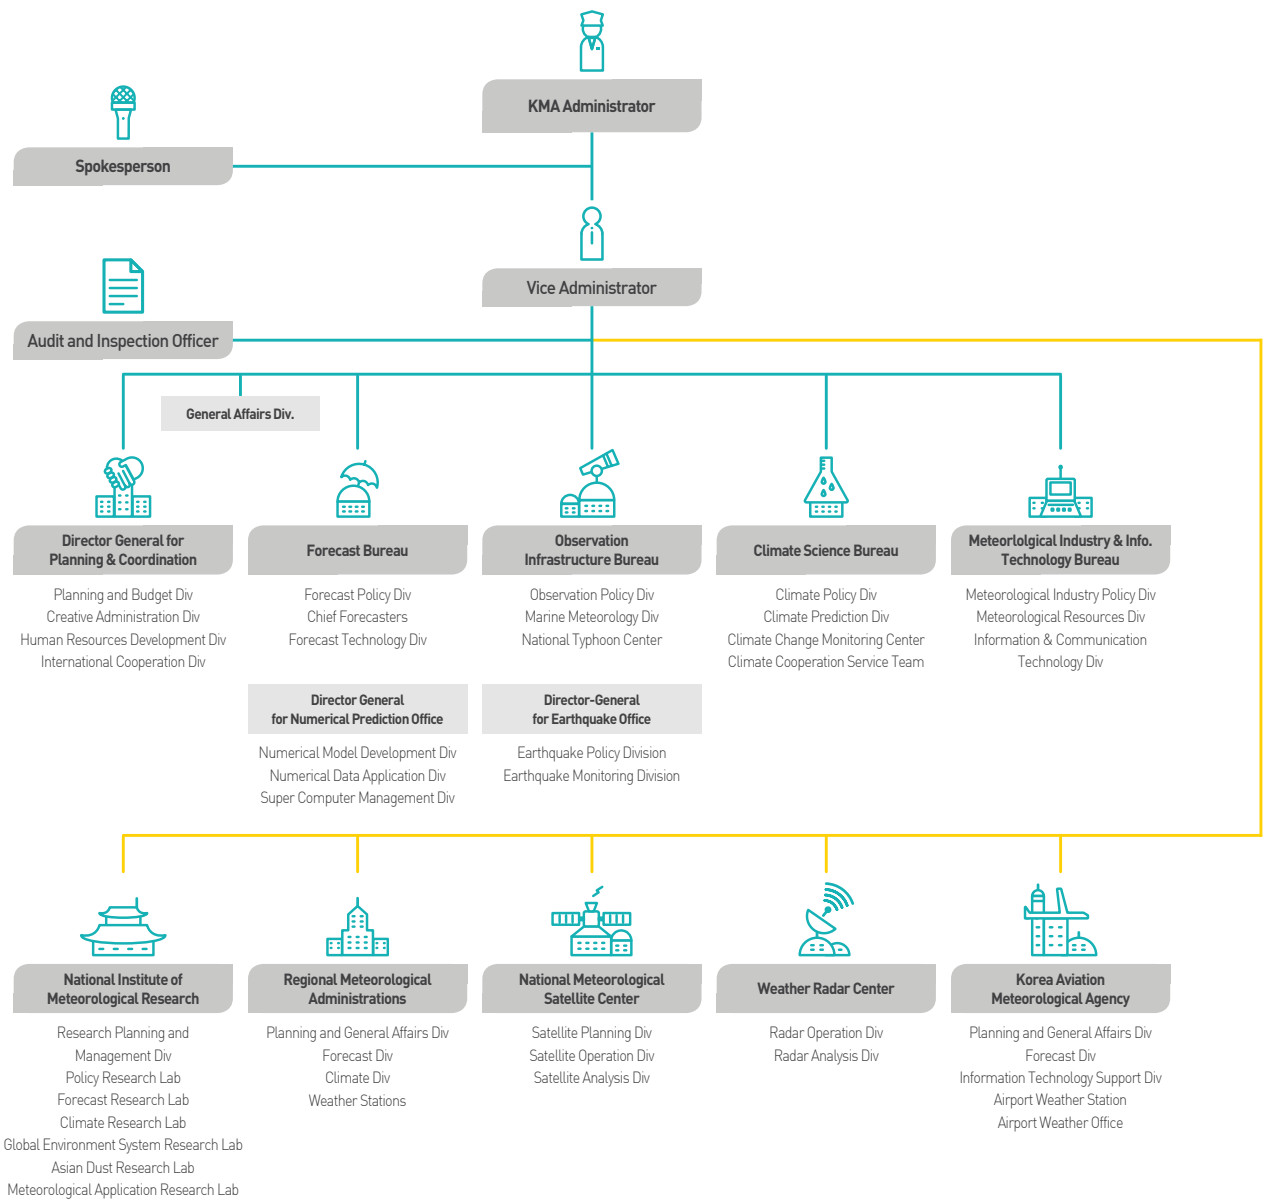 KMA Administrator
Spokesperson
Vice Administrator
Audit and Inspection Officer
General Affairs Div.
Director General for
Planning & Coordination
Planning and Budget Div
Creative Administration Div
Human Resources Development Div
International Cooperation Div
Forecast Bureau
Forecast Policy Div
Chief Forecasters
Forecast Technology Div
Director General
for Numerical Prediction Office
Numerical Model Development Div
Numerical Data Application Div
Super Computer Management Div
Observation
Infrastructure Bureau
Observation Policy Div
Marine Meteorology Div
National Typhoon Center
Director-General
for Earthquake Office
Earthquake Policy Division
Earthquake Monitoring Division
Climate Science Bureau
Climate Policy Div
Climate Prediction Div
Climate Change Monitoring Center
Climate Cooperation Service Team
Meteorlolgical Industry & Info.
Technology Bureau
Meteorological Industry Policy Div
Meteorological Resources Div
Information & Communication
Technology Div
National Institute of
Meteorological Research
Research Planning and
Management Div
Policy Research Lab
Forecast Research Lab
Climate Research Lab
Global Environment System Research Lab
Asian Dust Research Lab
Meteorological Application Research Lab
Regional Meteorological
Administrations
Planning and General Affairs Div
Forecast Div
Climate Div
Weather Stations
National Meteorological
Satellite Center
Satellite Planning Div
Satellite Operation Div
Satellite Analysis Div
Weather Radar Center
Radar Operation Div
Radar Analysis Div
Korea Aviation
Meteorological Agency
Planning and General Affairs Div
Forecast Div
Information Technology Support Div
Airport Weather Station
Airport Weather Office